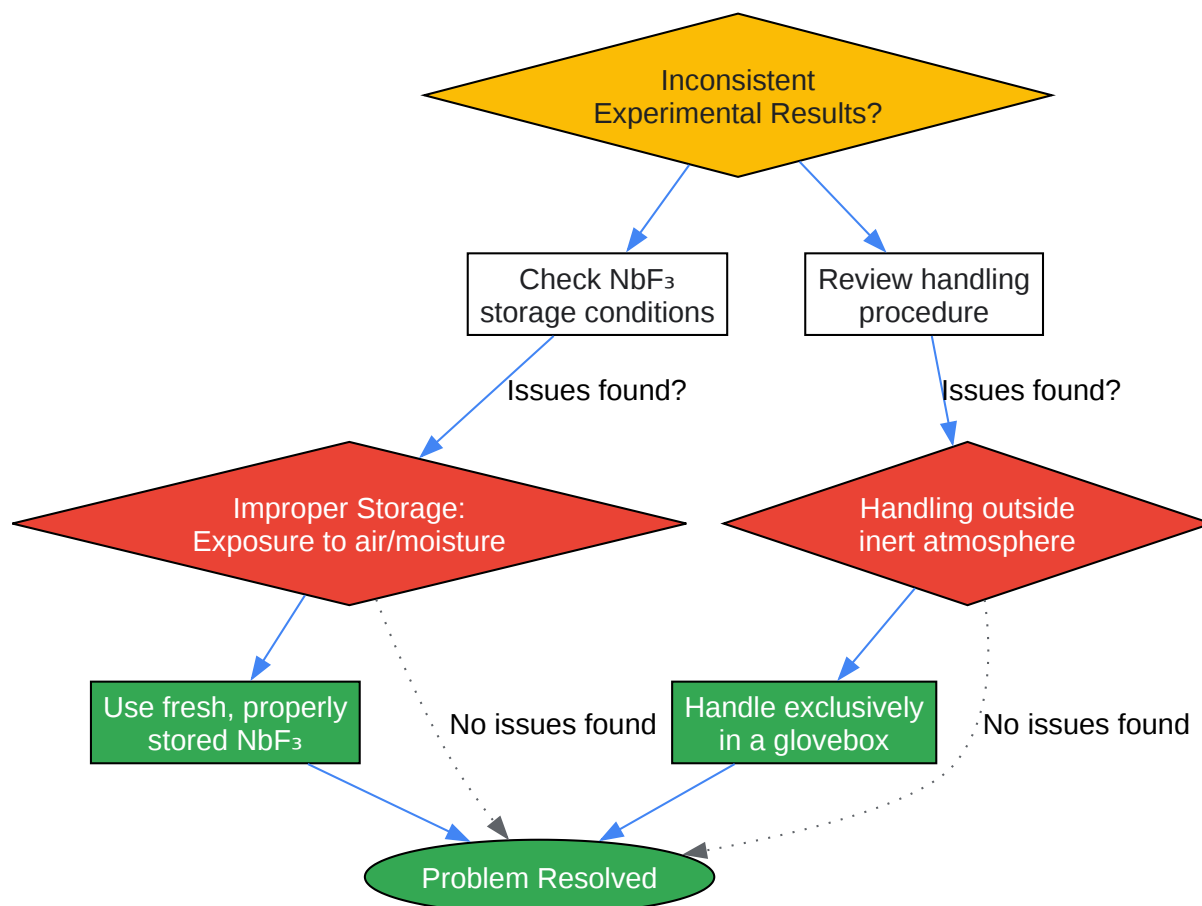 Inconsistent
Experimental Results?
Check NbF₃
storage conditions
Review handling
procedure
Issues found?
Issues found?
Improper Storage:
Exposure to air/moisture
Handling outside
inert atmosphere
Use fresh, properly
stored NbF₃
No issues found
Handle exclusively
in a glovebox
No issues found
Problem Resolved